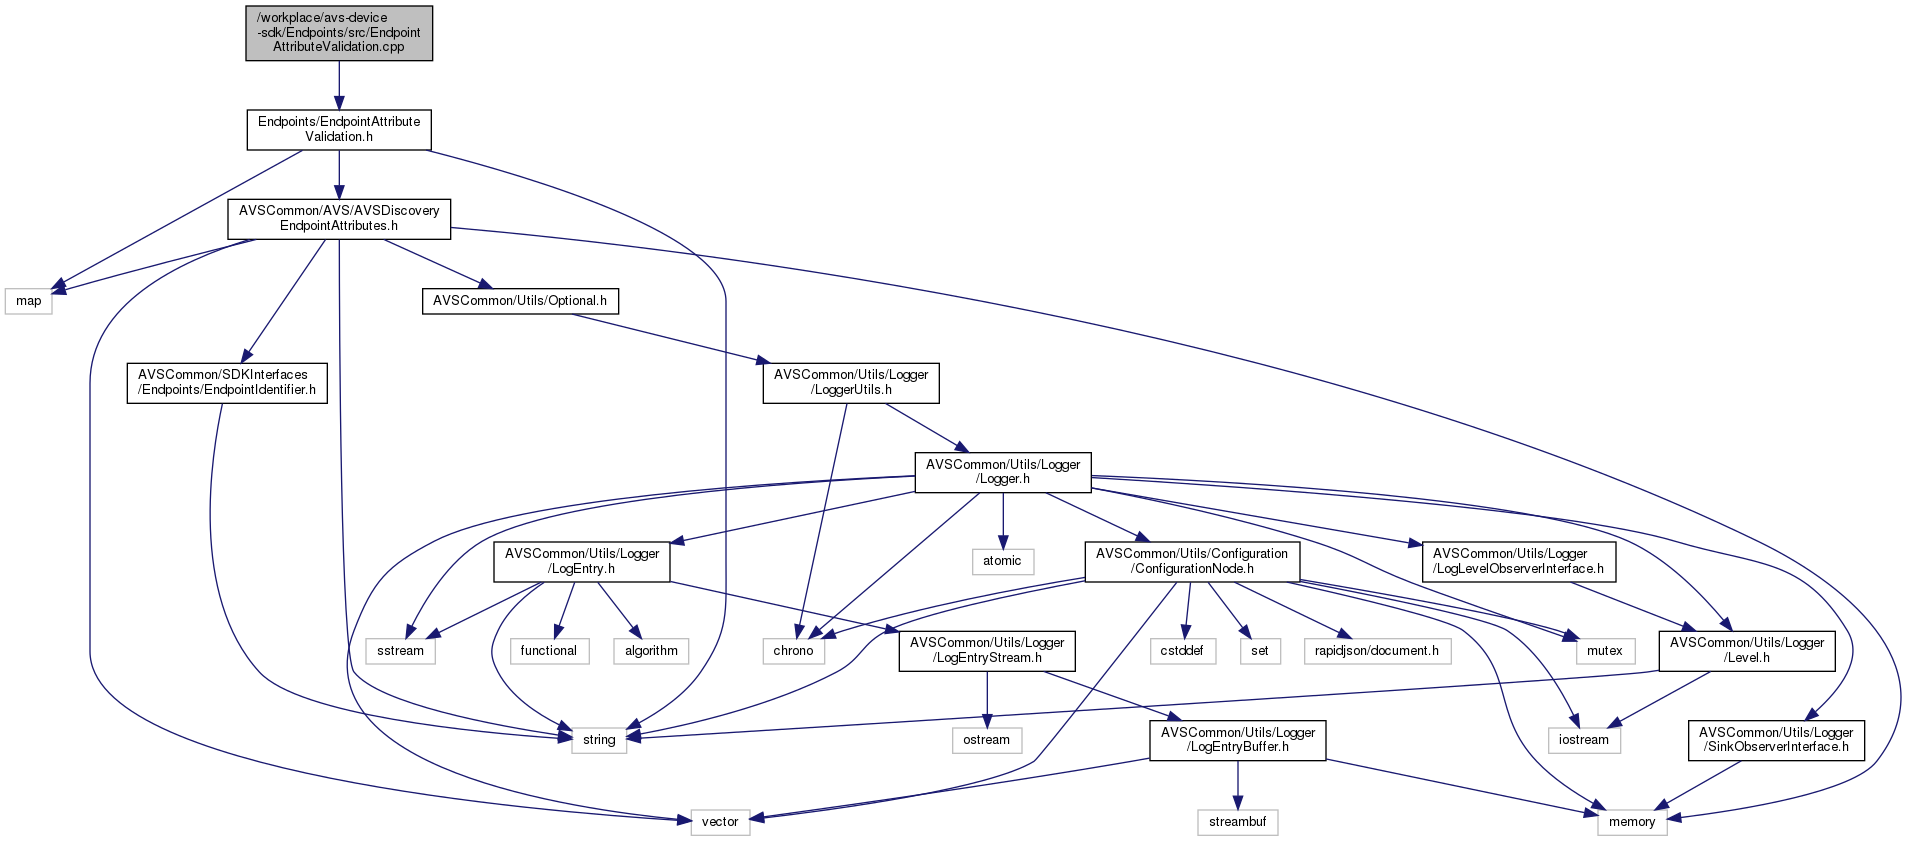 /workplace/avs-device
-sdk/Endpoints/src/Endpoint
AttributeValidation.cpp
Endpoints/EndpointAttribute
Validation.h
AVSCommon/AVS/AVSDiscovery
EndpointAttributes.h
map
AVSCommon/Utils/Optional.h
AVSCommon/SDKInterfaces
/Endpoints/EndpointIdentifier.h
AVSCommon/Utils/Logger
/LoggerUtils.h
AVSCommon/Utils/Logger
/Logger.h
AVSCommon/Utils/Logger
/LogEntry.h
atomic
AVSCommon/Utils/Configuration
/ConfigurationNode.h
AVSCommon/Utils/Logger
/LogLevelObserverInterface.h
sstream
functional
algorithm
chrono
AVSCommon/Utils/Logger
/LogEntryStream.h
cstddef
set
rapidjson/document.h
mutex
AVSCommon/Utils/Logger
/Level.h
string
ostream
AVSCommon/Utils/Logger
/LogEntryBuffer.h
iostream
AVSCommon/Utils/Logger
/SinkObserverInterface.h
vector
streambuf
memory